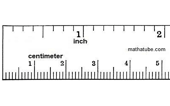 1 2
inch
mathatube.com
centimeter
1 2 3 4 5